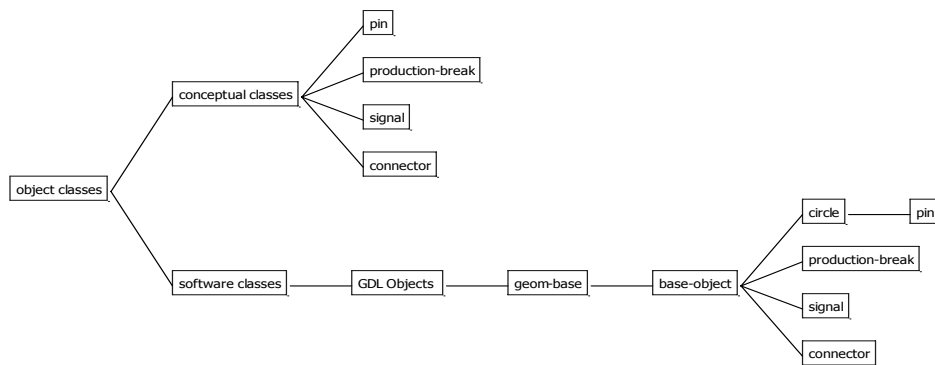 object classes
conceptual classes
pin
production-break
signal
connector
software classes
GDL Objects
geom-base
base-object
circle
pin
production-break
signal
connector